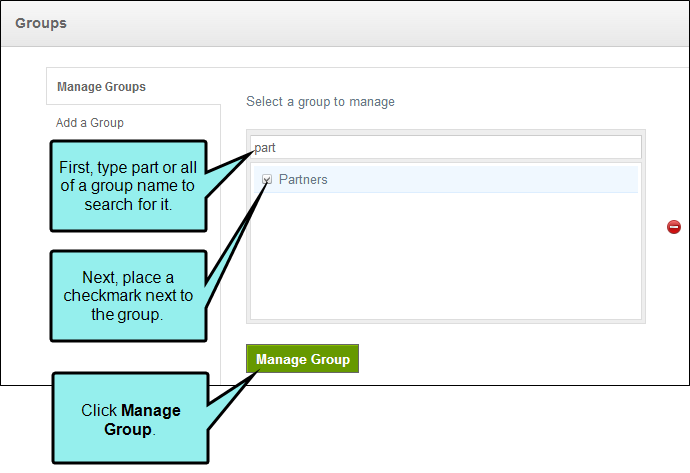 Groups
Manage Groups
Add a Group
Select a group to manage
part
Partners
First, type part or all
of a group name to
search for it.
Next, place a
checkmark next to
the group.
Manage Group
Click Manage
Group.